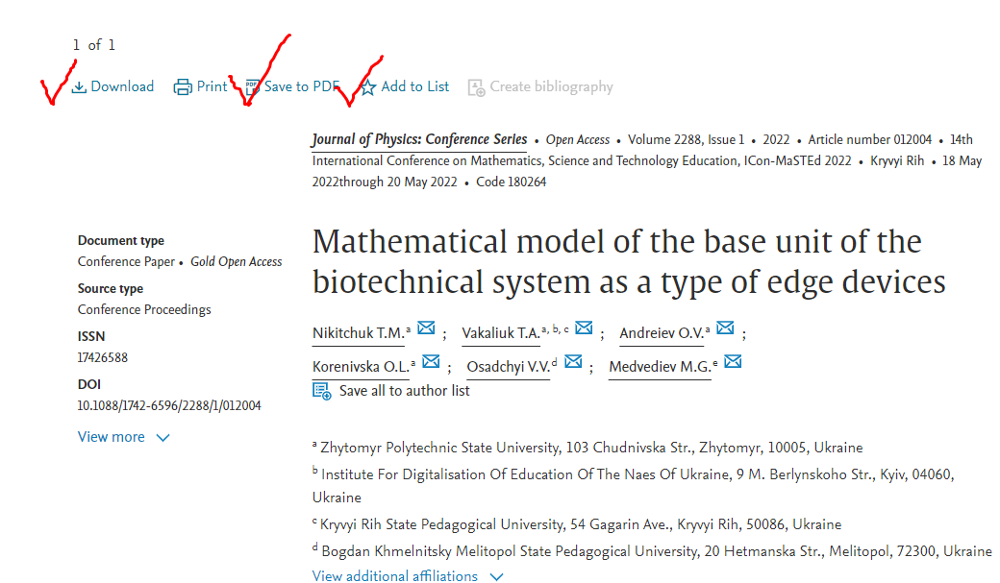 1 of 1
Download Print Save to PDF Add to List Create bibliography
Journal of Physics: Conference Series • Open Access • Volume 2288, Issue 1 • 2022 • Article number 012004 • 14th
International Conference on Mathematics, Science and Technology Education, ICon-MaSTEd 2022 • Kryvyi Rih • 18 May
2022through 20 May 2022 • Code 180264
Document type
Conference Paper • Gold Open Access
Source type
Conference Proceedings
ISSN
17426588
DOI
10.1088/1742-6596/2288/1/012004
View more
Mathematical model of the base unit of the
biotechnical system as a type of edge devices
Nikitchuk T.M.ᵃ ; Vakaliuk T.A.ᵃ, ᵇ, ᶜ ; Andreiev O.V.ᵃ ;
Korenivska O.L.ᵃ ; Osadchyi V.V.ᵈ ; Medvediev M.G.ᵉ
Save all to author list
ᵃ Zhytomyr Polytechnic State University, 103 Chudnivska Str., Zhytomyr, 10005, Ukraine
ᵇ Institute For Digitalisation Of Education Of The Naes Of Ukraine, 9 M. Berlynskoho Str., Kyiv, 04060,
Ukraine
ᶜ Kryvyi Rih State Pedagogical University, 54 Gagarin Ave., Kryvyi Rih, 50086, Ukraine
ᵈ Bogdan Khmelnitsky Melitopol State Pedagogical University, 20 Hetmanska Str., Melitopol, 72300, Ukraine
View additional affiliations